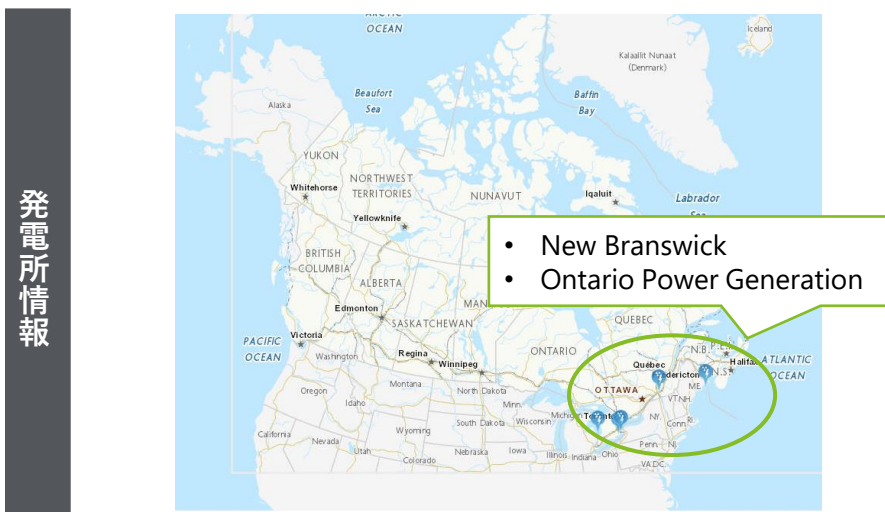 発電所情報
ARCTIC
OCEAN
Iceland
Kalaallit Nunaat
(Denmark)
Beaufort
Sea
Baffin
Bay
Alaska
YUKON
NORTHWEST
TERRITORIES
Whitehorse
NUNAVUT
Iqaluit
Labrador
Yellowknife
• New Branswick
• Ontario Power Generation
BRITISH
COLUMBIA
ALBERTA
Edmonton
SASKATCHEWAN
MAN
QUEBEC
PACIFIC
OCEAN
Victoria
Washington
Regina
Winnipeg
ONTARIO
Québec
N.B.
P.E.I.
Halifax
ATLANTIC
OCEAN
dericton
N.S.
ME
OTTAWA
VT
NH
Oregon
Idaho
Montana
North Dakota
Minn.
Michigan
Toronto
NY.
Conn.
RI.
South Dakota
Wisconsin
Wyoming
California
Nevada
Utah
Colorado
Nebraska
Iowa
Illinois
Indiana
Ohio
Penn.
NJ
VA
DC